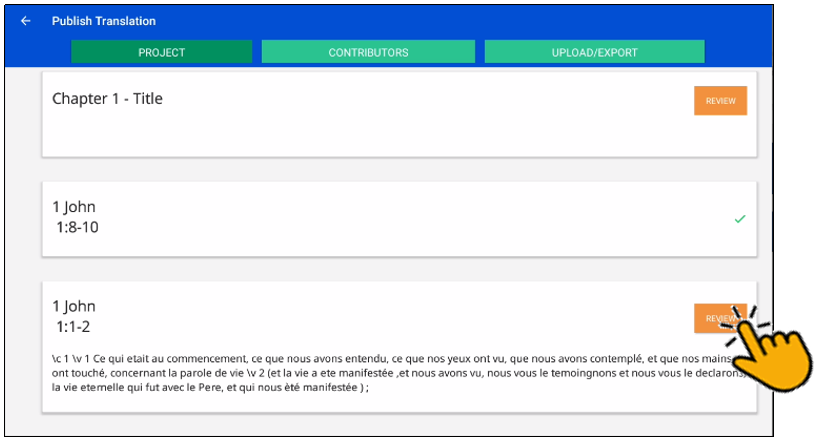 Publish Translation
PROJECT
CONTRIBUTORS
UPLOAD/EXPORT
Chapter 1 - Title
REVIEW
1 John
1:8-10
1 John
1:1-2
REVIEW
\c 1 \v 1 Ce qui etait au commencement, ce que nous avons entendu, ce que nos yeux ont vu, que nous avons contemplé, et que nos mains
ont touché, concernant la parole de vie \v 2 (et la vie a ete manifestée ,et nous avons vu, nous vous le temoingnons et nous vous le declarons,
la vie eternelle qui fut avec le Pere, et qui nous èté manifestée ) ;